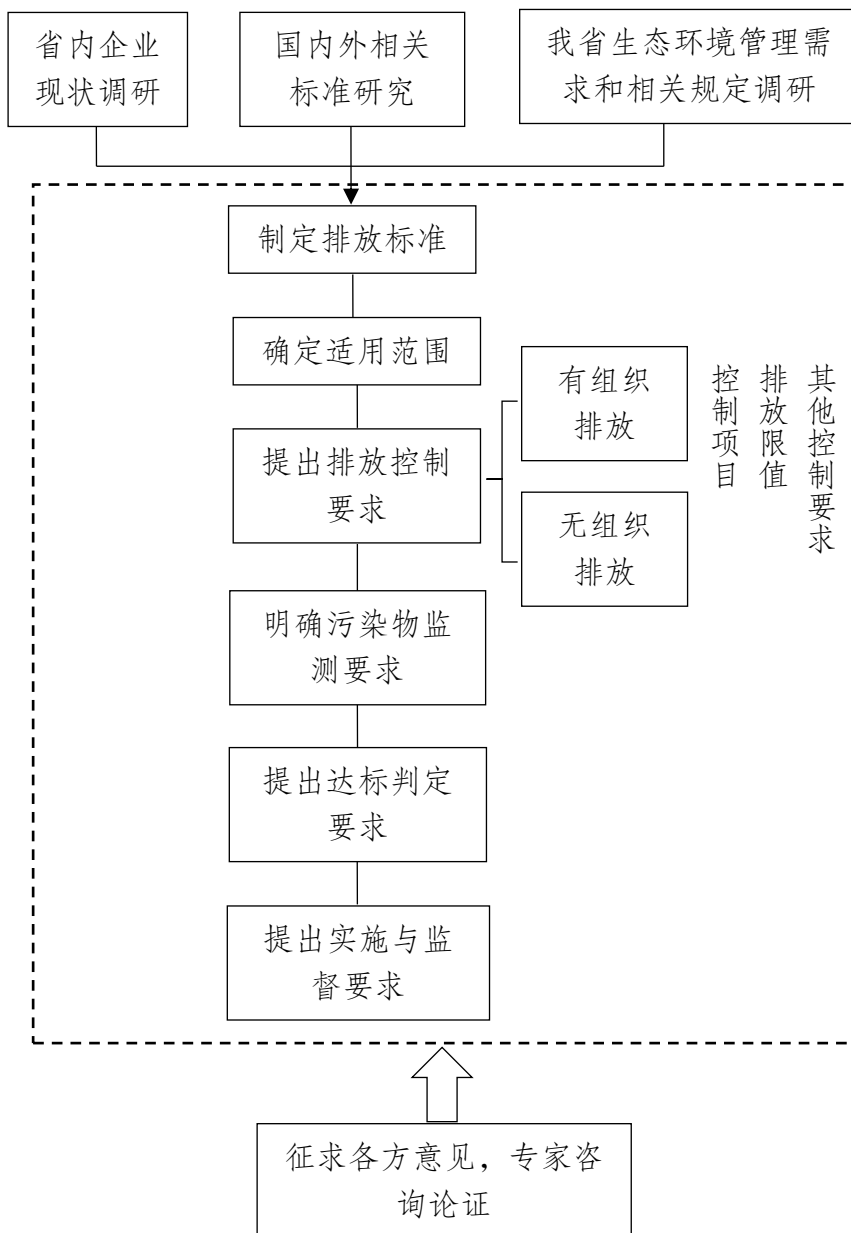 省内企业
现状调研
国内外相关
标准研究
我省生态环境管理需
求和相关规定调研
制定排放标准
确定适用范围
提出排放控制
要求
有组织
排放
无组织
排放
控制项目
排放限值
其他控制要求
明确污染物监
测要求
提出达标判定
要求
提出实施与监
督要求
征求各方意见，专家咨
询论证